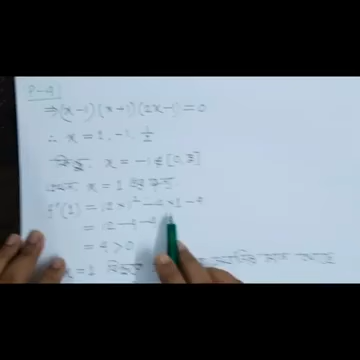 P-4
⇒ (x-1) (x+1) (2x-1) = 0
∴ x = 1, -1, 1/2
কিন্তু x = -1 ∉ [0, 2]
এখন x = 1 এর জন্য
f''(1) = 12×1² - 4×1 - 4
= 12 - 4 - 4
= 4 > 0
x = 1 বিন্দুতে